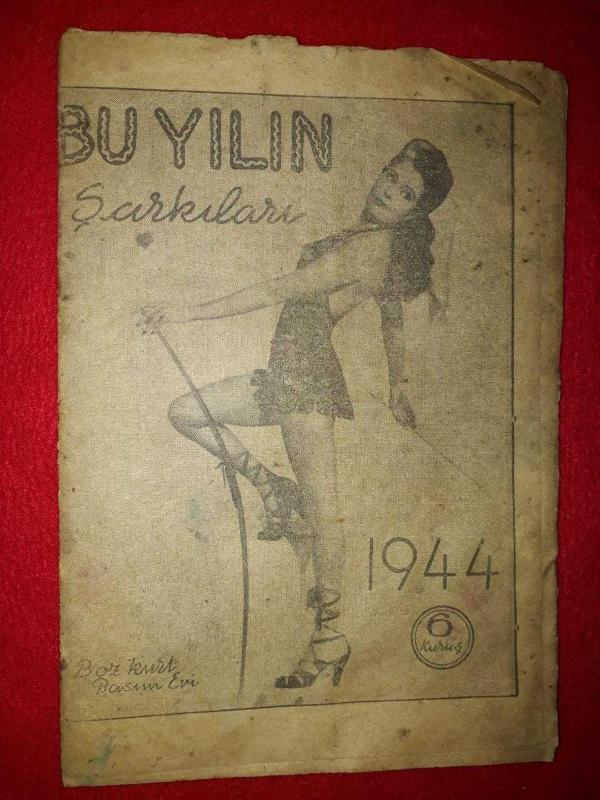 BU YILIN
Şarkıları
1944
6
Kuruş
Bozkurt
Basım Evi